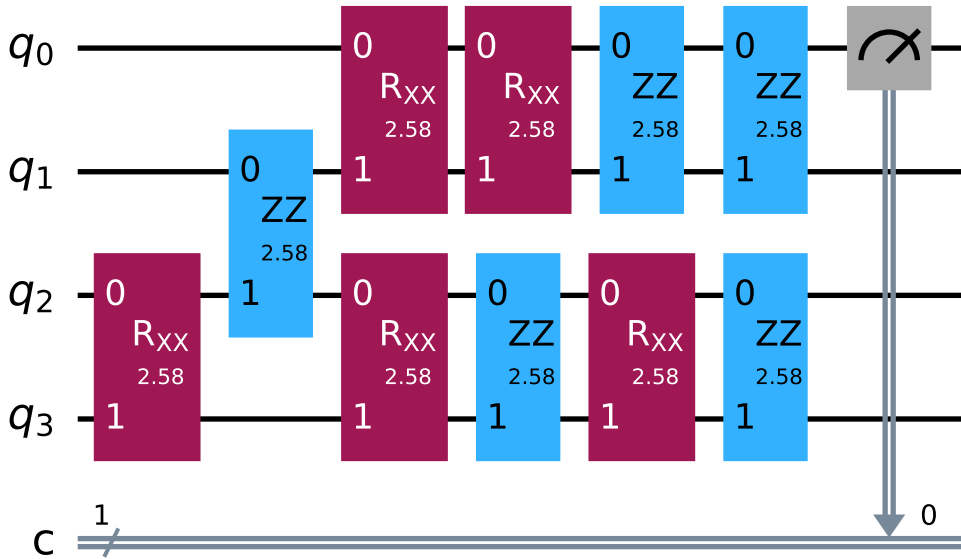 q0 0 0 0 0
RXX RXX ZZ ZZ
2.58 2.58 2.58 2.58
q1 0 1 1 1 1
ZZ
2.58
q2 0 1 0 0 0 0
RXX RXX ZZ RXX ZZ
2.58 2.58 2.58 2.58 2.58
q3 1 1 1 1 1
1 0
c